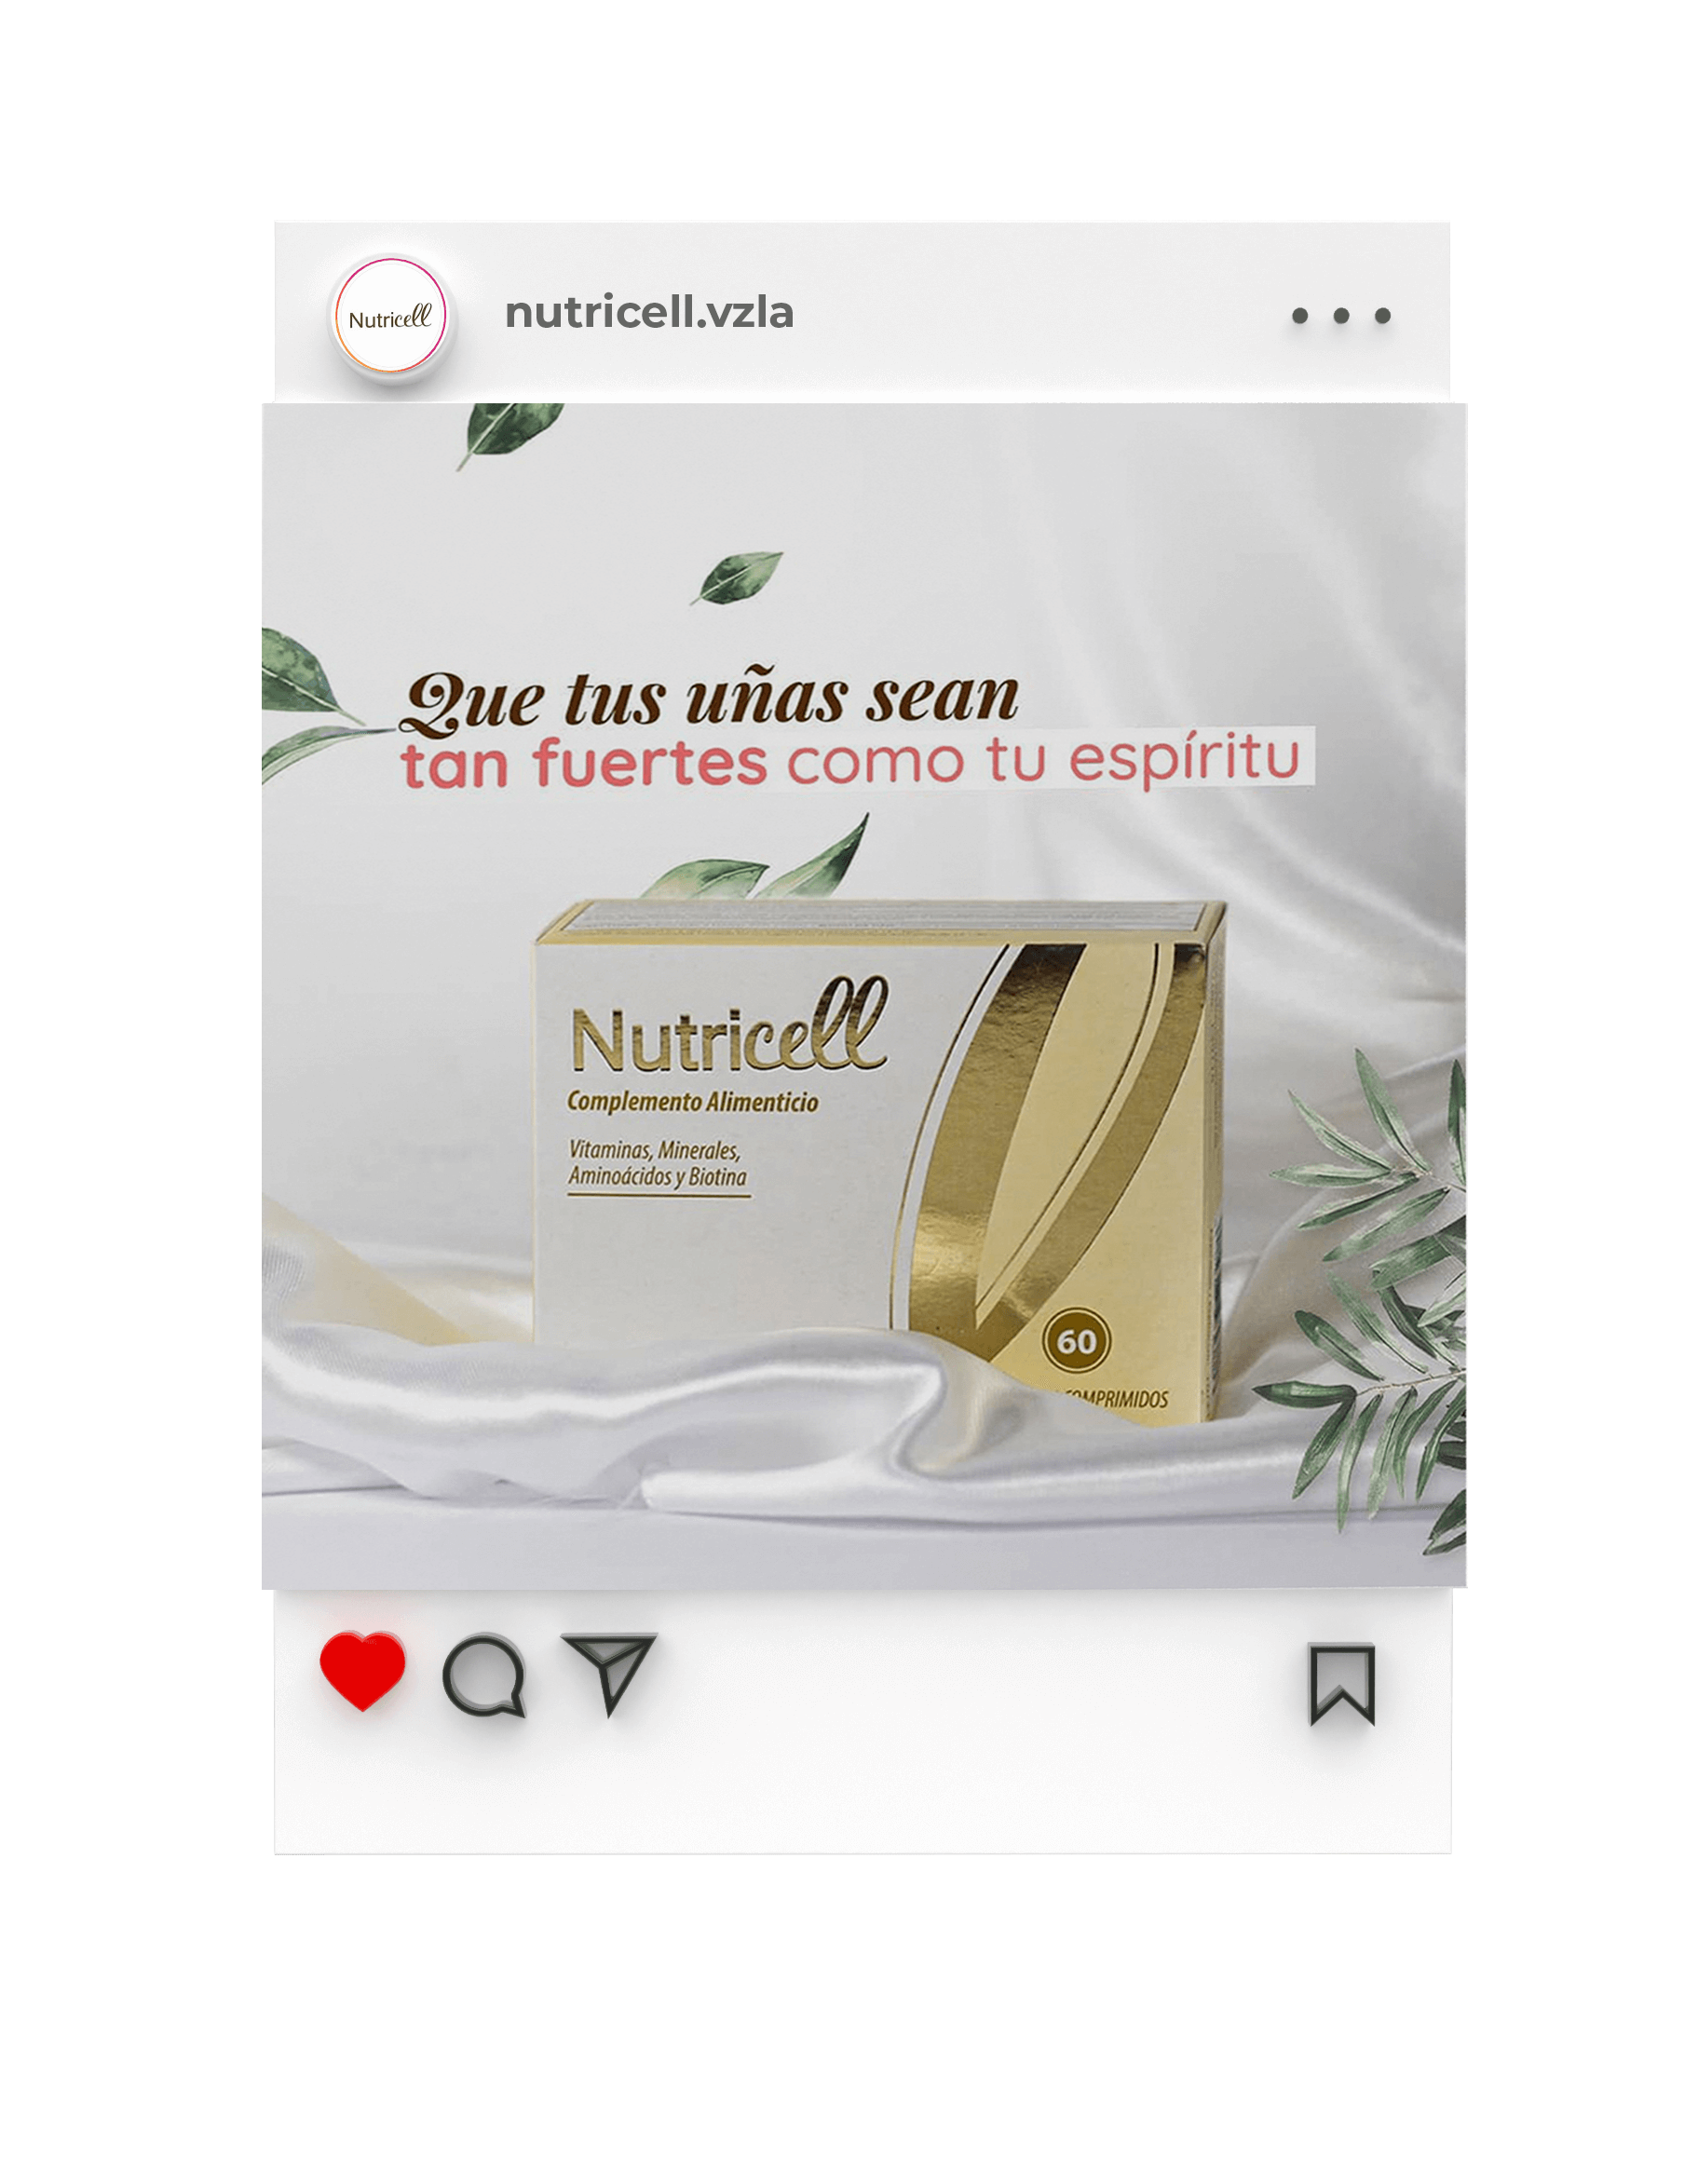 Nutricell
nutricell.vzla
Que tus uñas sean
tan fuertes como tu espíritu
Nutricell
Complemento Alimenticio
Vitaminas, Minerales,
Aminoácidos y Biotina
60
COMPRIMIDOS